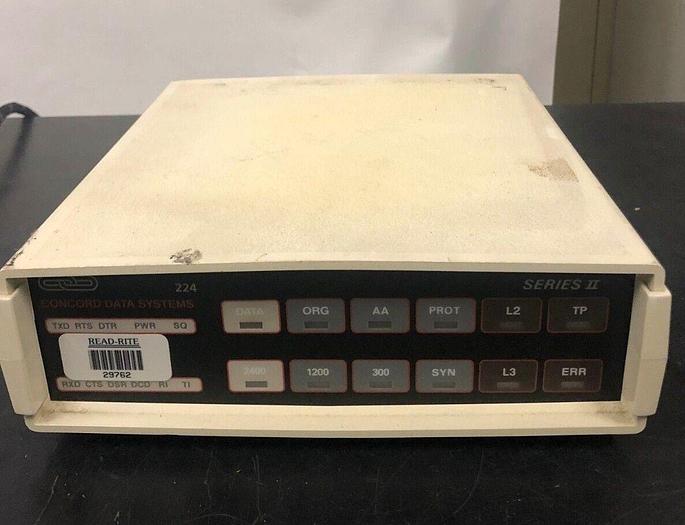 224
CONCORD DATA SYSTEMS
SERIES II
TXD RTS DTR PWR SQ
DATA ORG AA PROT L2 TP
READ-RITE
29762
RXD CTS DSR DCD RI TI
2400 1200 300 SYN L3 ERR